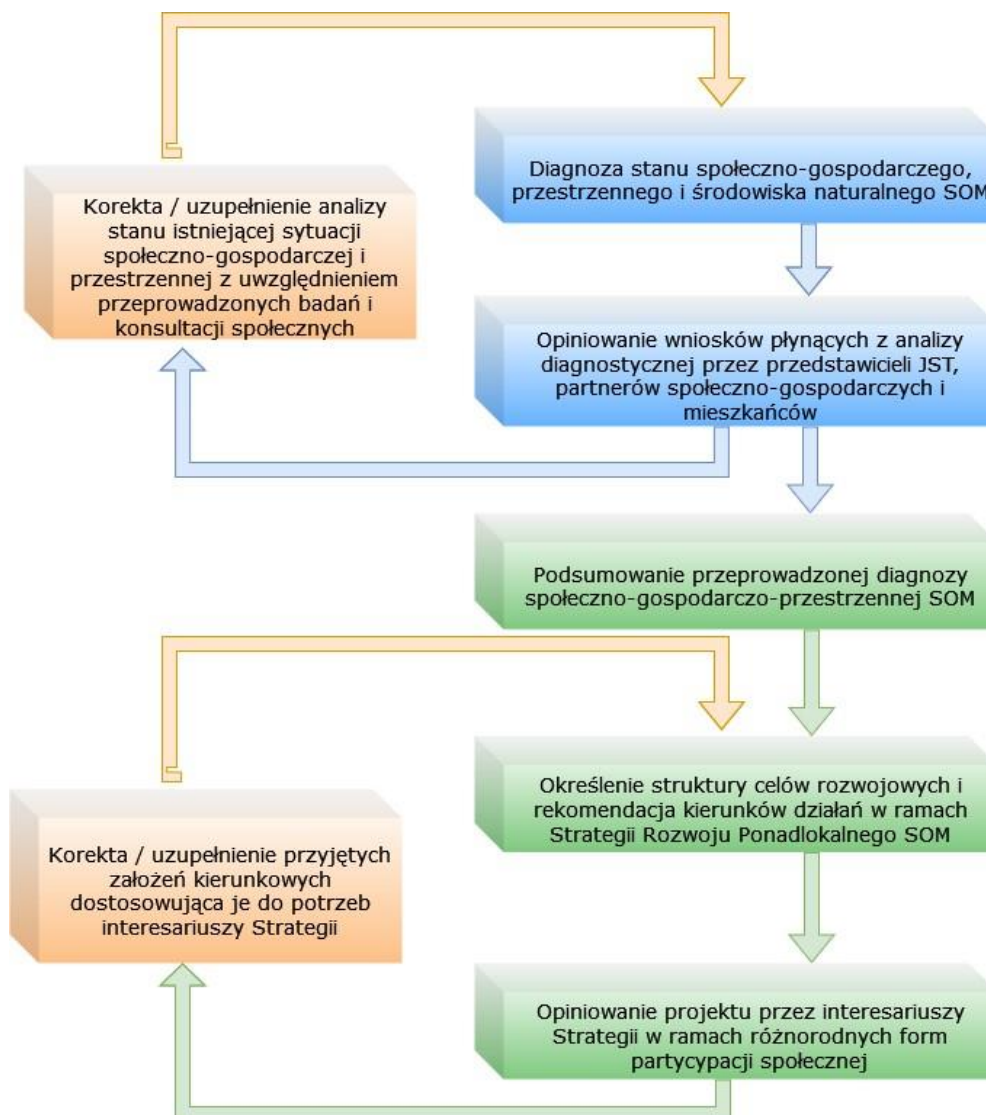 Diagnoza stanu społeczno-gospodarczego,
przestrzennego i środowiska naturalnego SOM
Korekta / uzupełnienie analizy
stanu istniejącej sytuacji
społeczno-gospodarczej i
przestrzennej z uwzględnieniem
przeprowadzonych badań i
konsultacji społecznych
Opiniowanie wniosków płynących z analizy
diagnostycznej przez przedstawicieli JST,
partnerów społeczno-gospodarczych i
mieszkańców
Podsumowanie przeprowadzonej diagnozy
społeczno-gospodarczo-przestrzennej SOM
Określenie struktury celów rozwojowych i
rekomendacja kierunków działań w ramach
Strategii Rozwoju Ponadlokalnego SOM
Korekta / uzupełnienie przyjętych
założeń kierunkowych
dostosowująca je do potrzeb
interesariuszy Strategii
Opiniowanie projektu przez interesariuszy
Strategii w ramach różnorodnych form
partycypacji społecznej